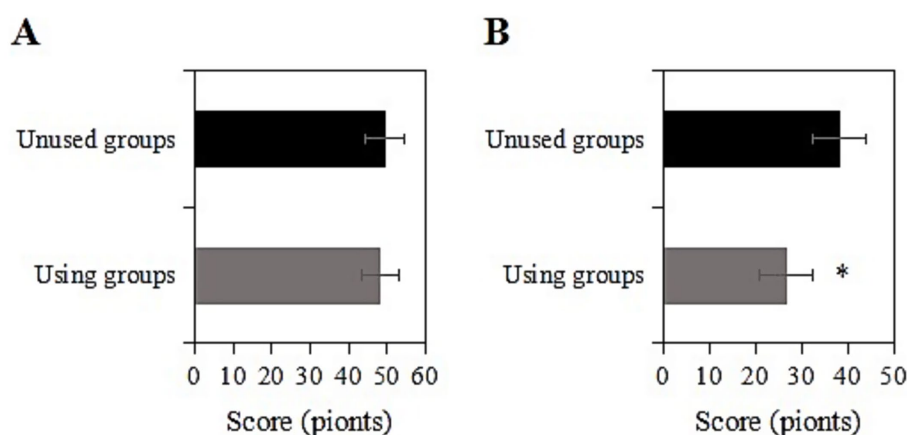 A
Unused groups
Using groups
0 10 20 30 40 50 60
Score (pionts)
B
Unused groups
Using groups
*
0 10 20 30 40 50
Score (pionts)